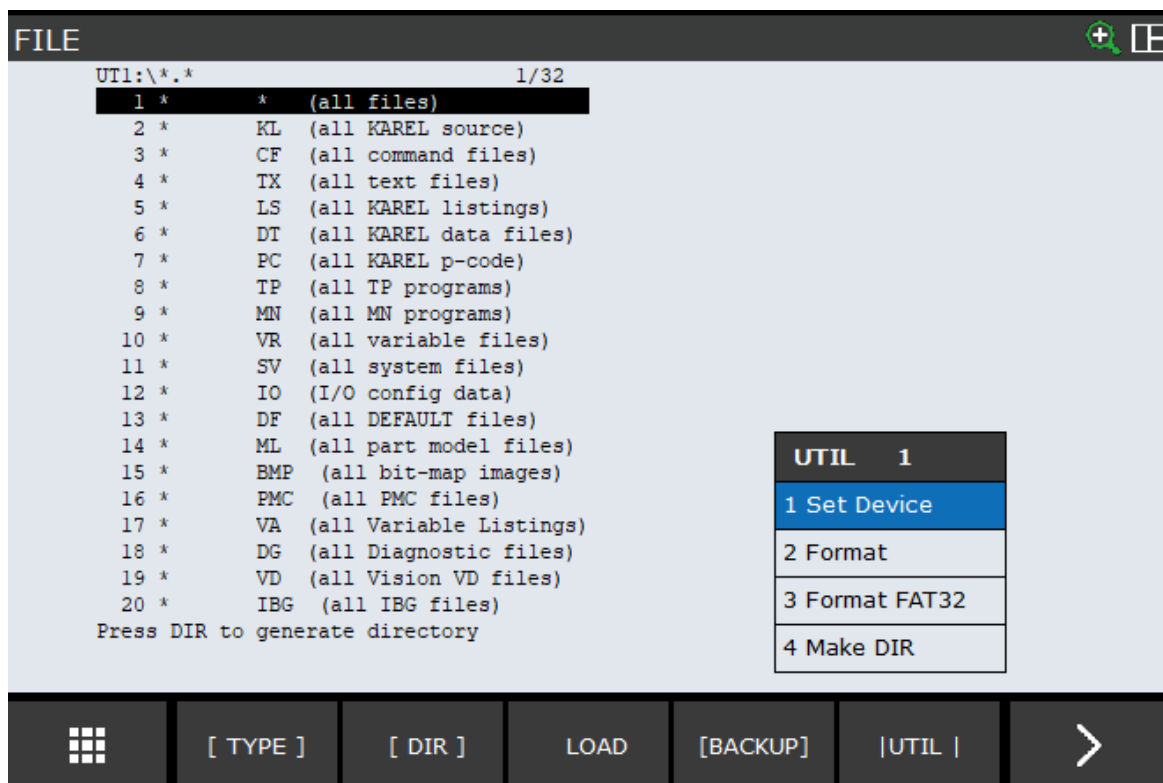 FILE
UT1:\*.* 1/32
1 * * (all files)
2 * KL (all KAREL source)
3 * CF (all command files)
4 * TX (all text files)
5 * LS (all KAREL listings)
6 * DT (all KAREL data files)
7 * PC (all KAREL p-code)
8 * TP (all TP programs)
9 * MN (all MN programs)
10 * VR (all variable files)
11 * SV (all system files)
12 * IO (I/O config data)
13 * DF (all DEFAULT files)
14 * ML (all part model files)
15 * BMP (all bit-map images)
16 * PMC (all PMC files)
17 * VA (all Variable Listings)
18 * DG (all Diagnostic files)
19 * VD (all Vision VD files)
20 * IBG (all IBG files)
Press DIR to generate directory
UTIL 1
1 Set Device
2 Format
3 Format FAT32
4 Make DIR
[ TYPE ] [ DIR ] LOAD [BACKUP] |UTIL | >